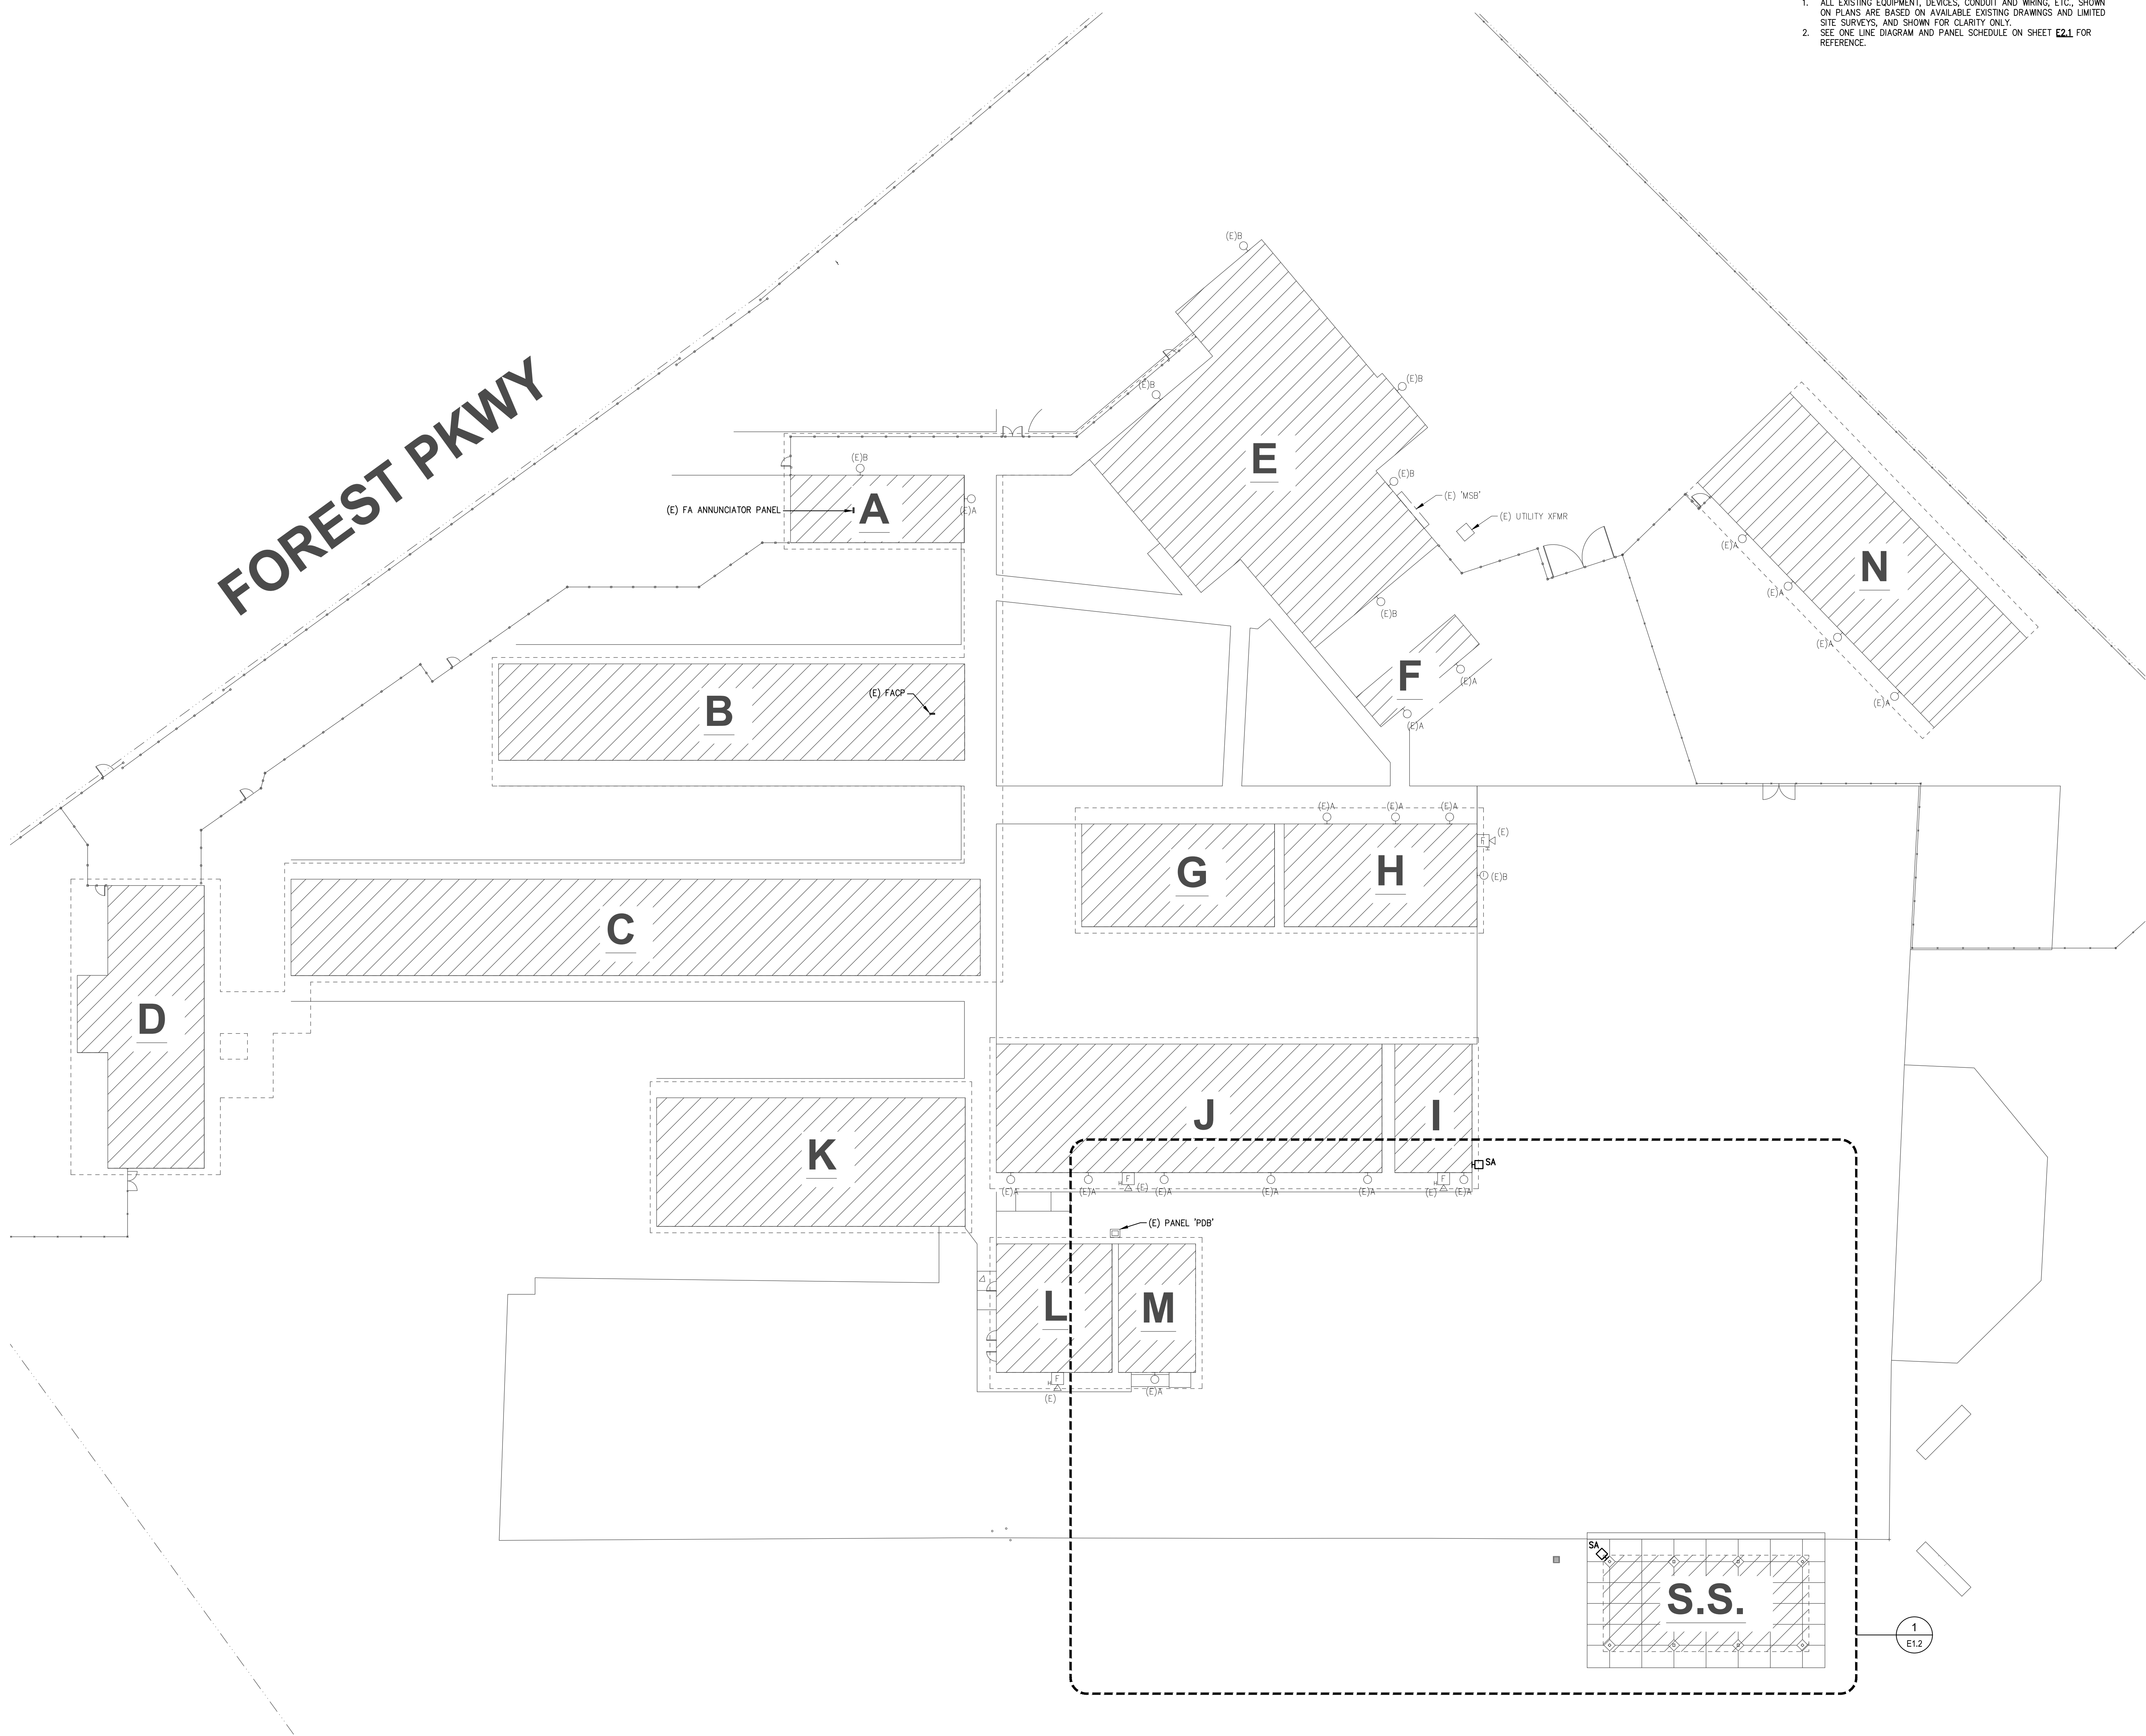 1. ALL EXISTING EQUIPMENT, DEVICES, CONDUIT AND WIRING, ETC., SHOWN
ON PLANS ARE BASED ON AVAILABLE EXISTING DRAWINGS AND LIMITED
SITE SURVEYS, AND SHOWN FOR CLARITY ONLY.
2. SEE ONE LINE DIAGRAM AND PANEL SCHEDULE ON SHEET E2.1 FOR
REFERENCE.
(E)B
FOREST PKWY
(E)B
(E)B
E
(E)B
(E)B
(E) 'MSB'
(E) FA ANNUNCIATOR PANEL
A
(E)A
(E) UTILITY XFMR
(E)A
N
(E)A
(E)B
(E)A
F
(E)A
(E)A
(E)A
B
(E) FACP
(E)A
(E)A
(E)A
F
(E)
G
H
(E)B
C
D
J
I
K
SA
(E)A
(E)A
F
(E)
(E)A
(E)A
(E)A
F
(E)
(E)A
(E) PANEL 'PDB'
L
M
F
(E)
(E)A
SA
S.S.
1
E1.2